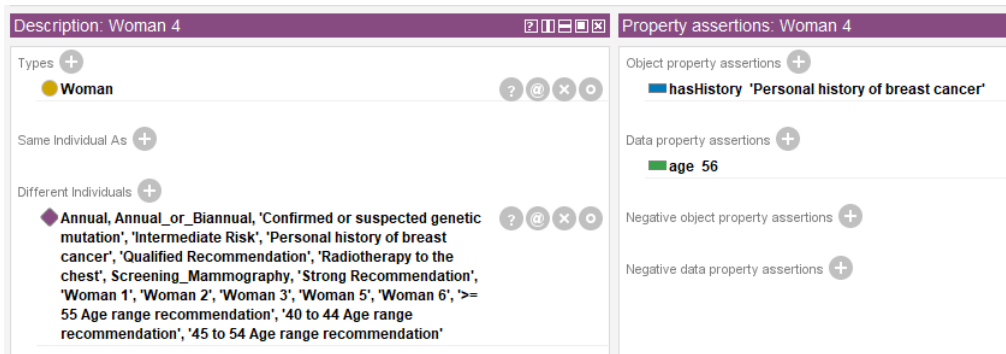 Description: Woman 4
Types
Woman
Same Individual As
Different Individuals
Annual, Annual_or_Biannual, 'Confirmed or suspected genetic
mutation', 'Intermediate Risk', 'Personal history of breast
cancer', 'Qualified Recommendation', 'Radiotherapy to the
chest', Screening_Mammography, 'Strong Recommendation',
'Woman 1', 'Woman 2', 'Woman 3', 'Woman 5', 'Woman 6', '>=
55 Age range recommendation', '40 to 44 Age range
recommendation', '45 to 54 Age range recommendation'
Property assertions: Woman 4
Object property assertions
hasHistory 'Personal history of breast cancer'
Data property assertions
age 56
Negative object property assertions
Negative data property assertions